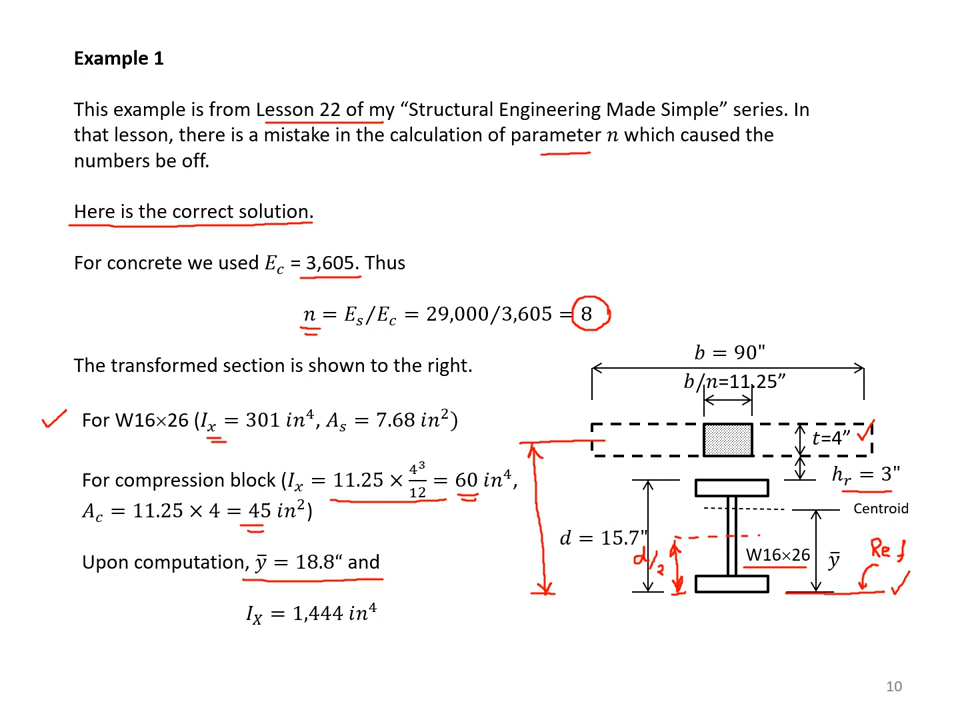 Example 1
This example is from Lesson 22 of my “Structural Engineering Made Simple” series. In
that lesson, there is a mistake in the calculation of parameter n which caused the
numbers be off.
Here is the correct solution.
For concrete we used E_c = 3,605. Thus
n = E_s/E_c = 29,000/3,605 = 8
The transformed section is shown to the right.
For W16×26 (I_x = 301 in^4, A_s = 7.68 in^2)
For compression block (I_x = 11.25 × 4^3/12 = 60 in^4,
A_c = 11.25 × 4 = 45 in^2)
Upon computation, ȳ = 18.8“ and
I_X = 1,444 in^4
b = 90"
b/n=11.25”
t=4”
h_r = 3"
Centroid
d = 15.7"
d/2
W16×26
ȳ
Ref
10